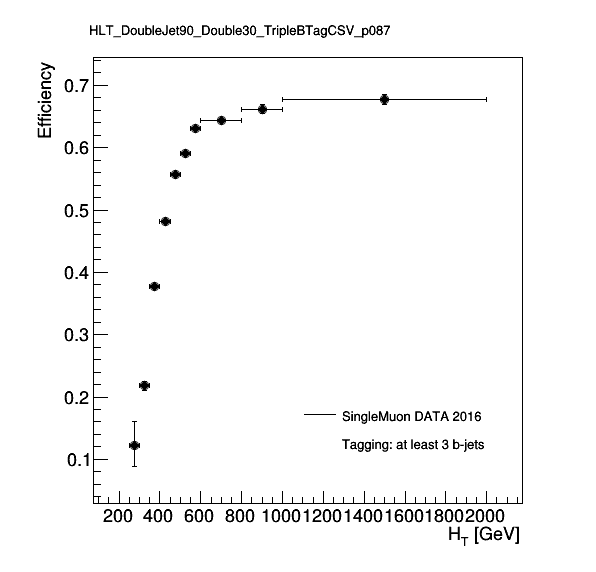 HLT_DoubleJet90_Double30_TripleBTagCSV_p087
Efficiency
0.7
0.6
0.5
0.4
0.3
0.2
0.1
SingleMuon DATA 2016
Tagging: at least 3 b-jets
200 400 600 800 1000 1200 1400 1600 1800 2000
H_T [GeV]